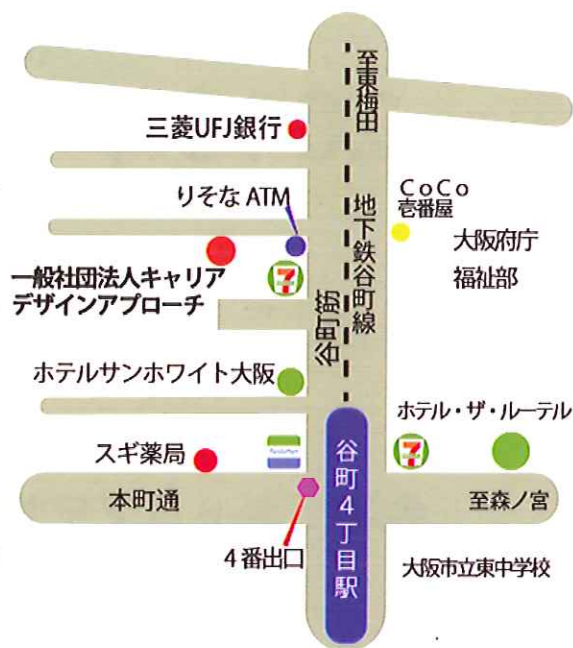 至東梅田
三菱UFJ銀行
りそなATM
CoCo
壱番屋
地下鉄谷町線
大阪府庁
福祉部
一般社団法人キャリア
デザインアプローチ
谷町筋
ホテルサンホワイト大阪
ホテル・ザ・ルーテル
スギ薬局
FamilyMart
谷町4丁目駅
本町通
至森ノ宮
4番出口
大阪市立東中学校